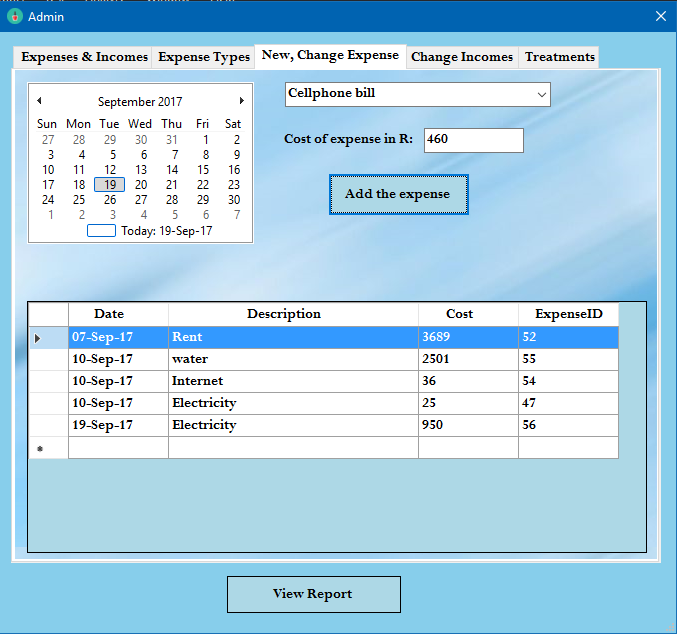 Admin
Expenses & Incomes Expense Types New, Change Expense Change Incomes Treatments
September 2017
Sun Mon Tue Wed Thu Fri Sat
27 28 29 30 31 1 2
3 4 5 6 7 8 9
10 11 12 13 14 15 16
17 18 19 20 21 22 23
24 25 26 27 28 29 30
1 2 3 4 5 6 7
Today: 19-Sep-17
Cellphone bill
Cost of expense in R: 460
Add the expense
Date Description Cost ExpenseID
07-Sep-17 Rent 3689 52
10-Sep-17 water 2501 55
10-Sep-17 Internet 36 54
10-Sep-17 Electricity 25 47
19-Sep-17 Electricity 950 56
View Report